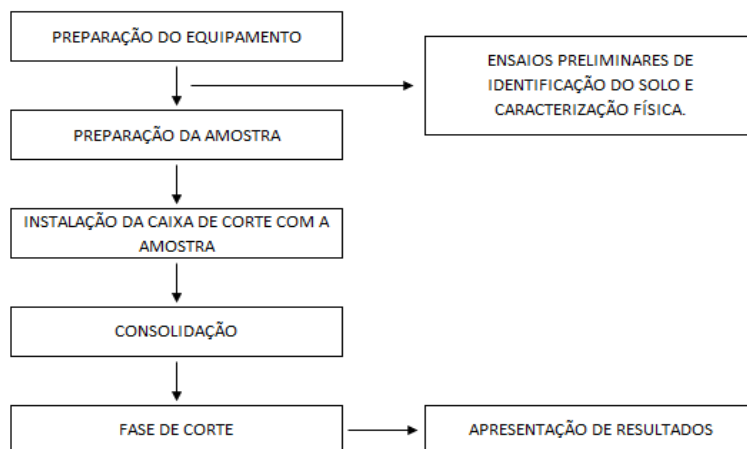 PREPARAÇÃO DO EQUIPAMENTO
ENSAIOS PRELIMINARES DE
IDENTIFICAÇÃO DO SOLO E
CARACTERIZAÇÃO FÍSICA.
PREPARAÇÃO DA AMOSTRA
INSTALAÇÃO DA CAIXA DE CORTE COM A
AMOSTRA
CONSOLIDAÇÃO
FASE DE CORTE
APRESENTAÇÃO DE RESULTADOS